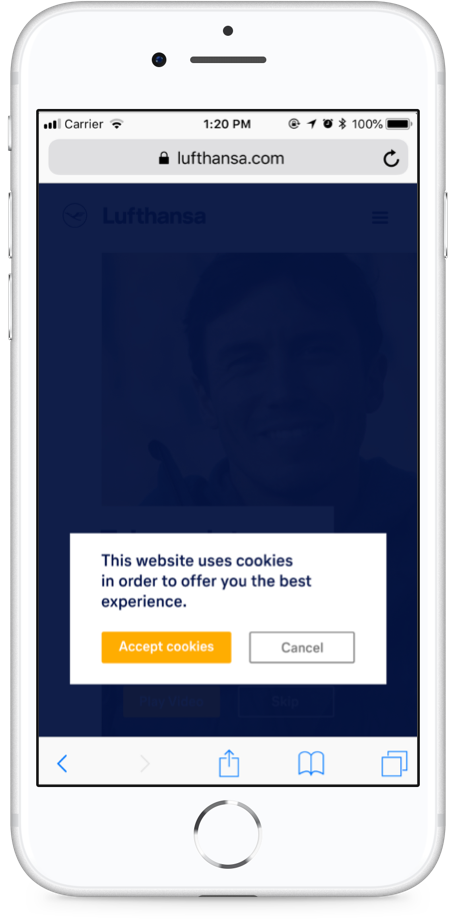 Carrier 1:20 PM 100%
lufthansa.com
Lufthansa
This website uses cookies
in order to offer you the best
experience.
Accept cookies Cancel
Skip